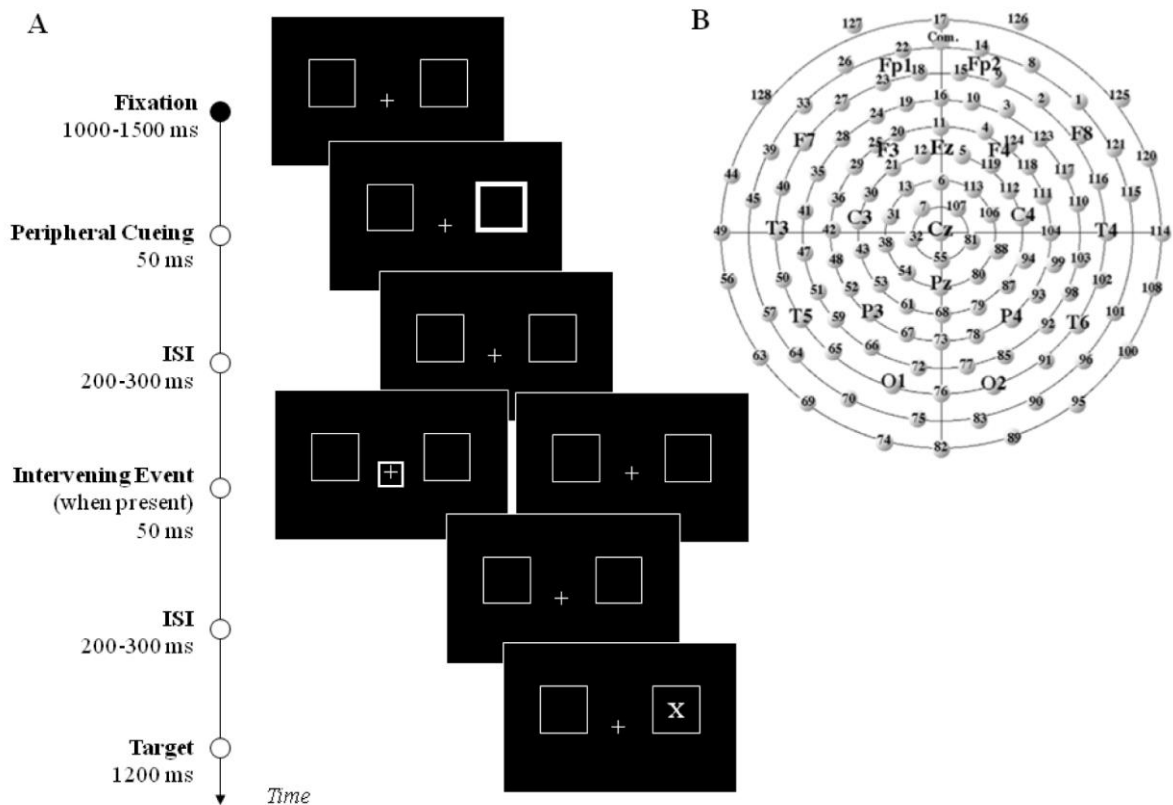 A
Fixation
1000-1500 ms
Peripheral Cueing
50 ms
ISI
200-300 ms
Intervening Event
(when present)
50 ms
ISI
200-300 ms
Target
1200 ms
Time
X
B
127 17 126
Com.
22 14
26 Fp1 Fp2 8
18 15 9
23
128 33 27 16 10 2 1 125
24 19 3
11 4
39 F7 28 25 20 124 123 F8 121
F3 Fz F4
12 5
44 35 29 21 119 118 117 116 120
40 36 30 13 6 113 112 111 110 115
45 41 31 7 107 106
C3 C4
49 T3 42 32 Cz 104 T4 114
38 81
47 43 55 88 103
48 54 80 94 99
56 50 51 52 53 Pz 87 98 102 108
93
57 T5 59 P3 61 68 79 P4 T6 101
67 73 78 92
63 64 65 66 72 77 85 91 96 100
O1 O2
69 70 76 90 95
75 83
74 82 89